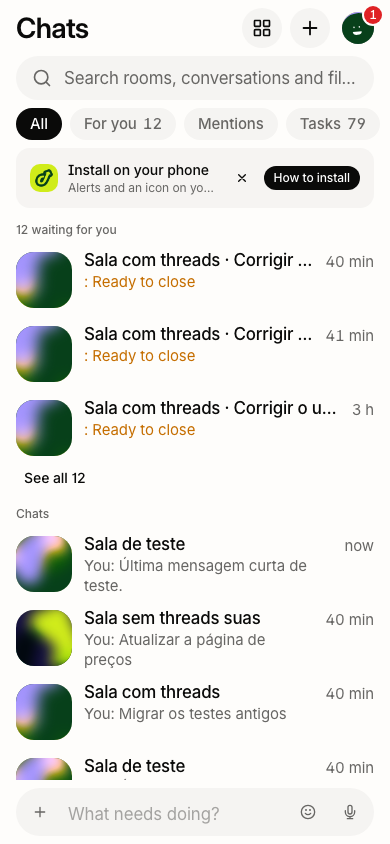 Chats
1
Search rooms, conversations and fil...
All
For you 12
Mentions
Tasks 79
Install on your phone
Alerts and an icon on yo...
How to install
12 waiting for you
Sala com threads · Corrigir ... 40 min
: Ready to close
Sala com threads · Corrigir ... 41 min
: Ready to close
Sala com threads · Corrigir o u... 3 h
: Ready to close
See all 12
Chats
Sala de teste now
You: Última mensagem curta de
teste.
Sala sem threads suas 40 min
You: Atualizar a página de
preços
Sala com threads 40 min
You: Migrar os testes antigos
Sala de teste 40 min
What needs doing?